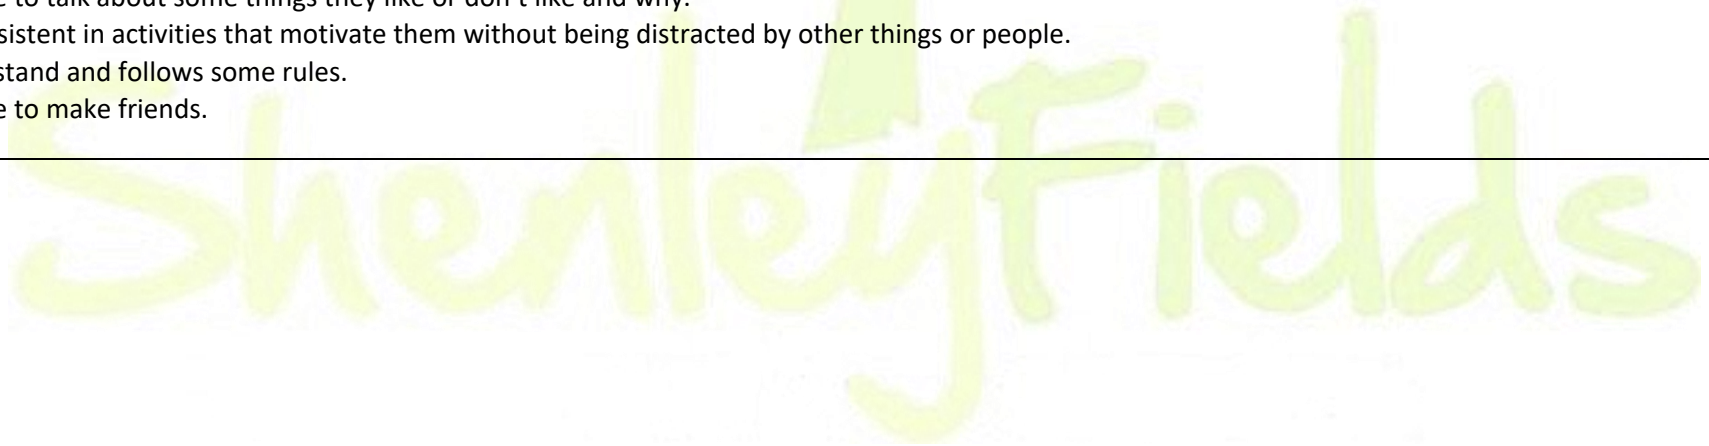 to talk about some things they like or don't like and why.
sistent in activities that motivate them without being distracted by other things or people.
stand and follows some rules.
e to make friends.
ShenleyFields